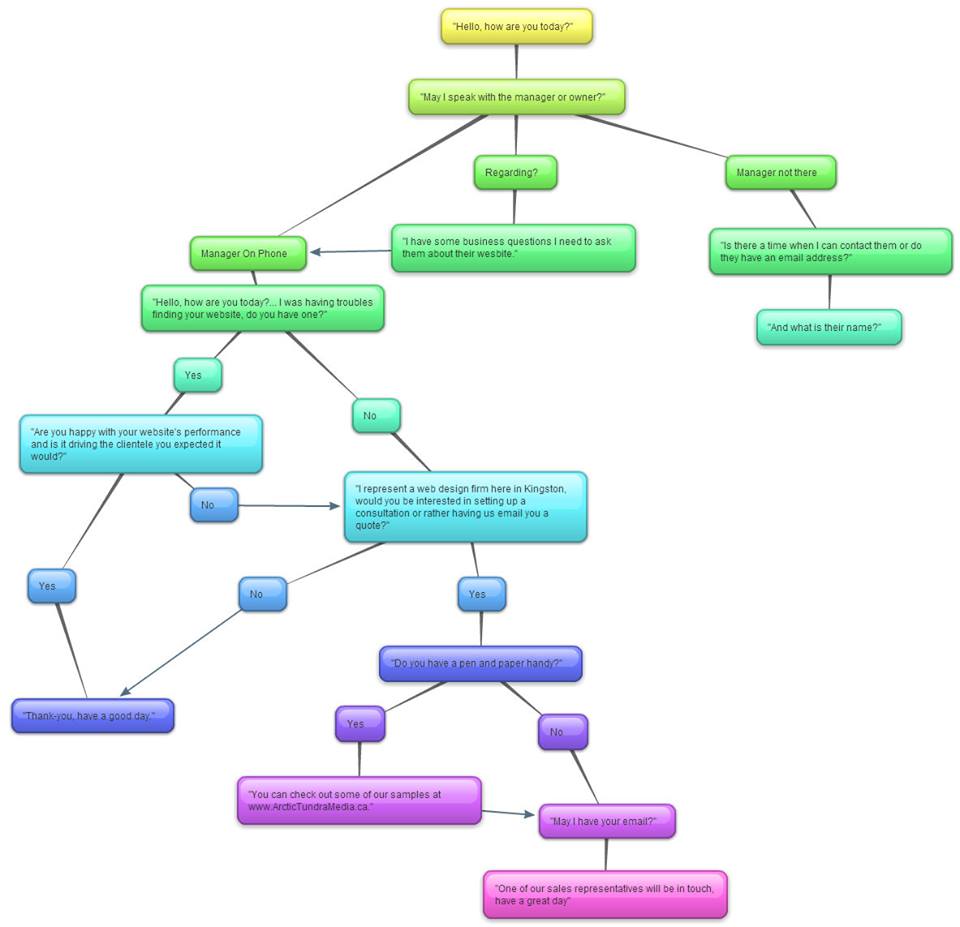 "Hello, how are you today?"
"May I speak with the manager or owner?"
Regarding?
Manager not there
"I have some business questions I need to ask
them about their wesbite."
Manager On Phone
"Is there a time when I can contact them or do
they have an email address?"
"Hello, how are you today?... I was having troubles
finding your website, do you have one?"
"And what is their name?"
Yes
No
"Are you happy with your website's performance
and is it driving the clientele you expected it
would?"
No
"I represent a web design firm here in Kingston,
would you be interested in setting up a
consultation or rather having us email you a
quote?"
Yes
No
Yes
"Do you have a pen and paper handy?"
"Thank-you, have a good day."
Yes
No
"You can check out some of our samples at
www.ArcticTundraMedia.ca."
"May I have your email?"
"One of our sales representatives will be in touch,
have a great day"